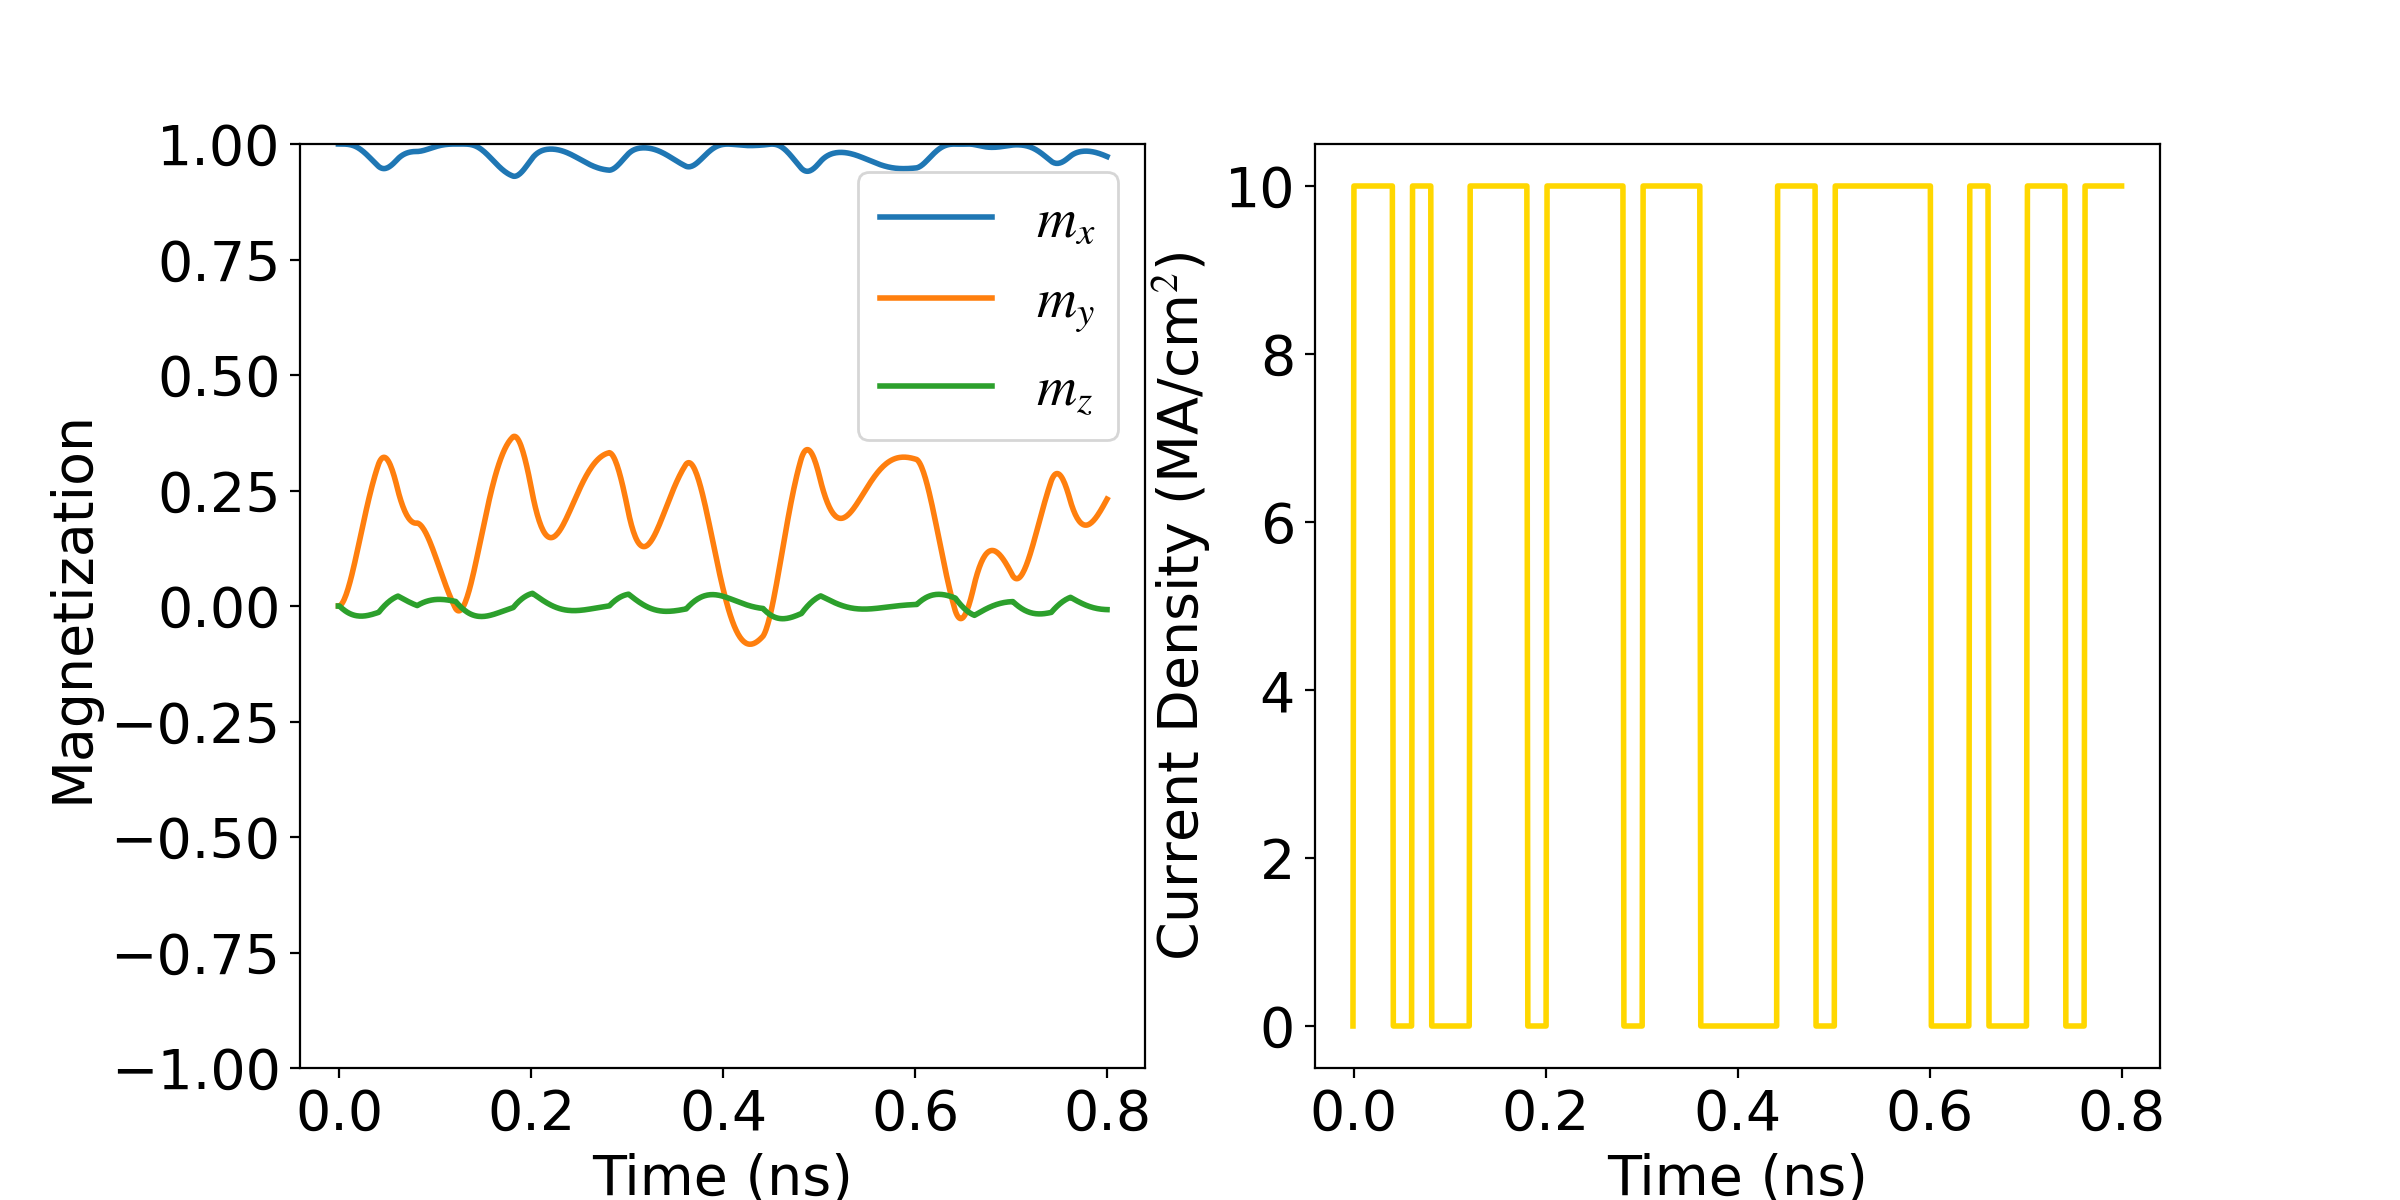 Magnetization
1.00
0.75
0.50
0.25
0.00
−0.25
−0.50
−0.75
−1.00
0.0 0.2 0.4 0.6 0.8
Time (ns)
m_x
m_y
m_z
Current Density (MA/cm²)
10
8
6
4
2
0
0.0 0.2 0.4 0.6 0.8
Time (ns)